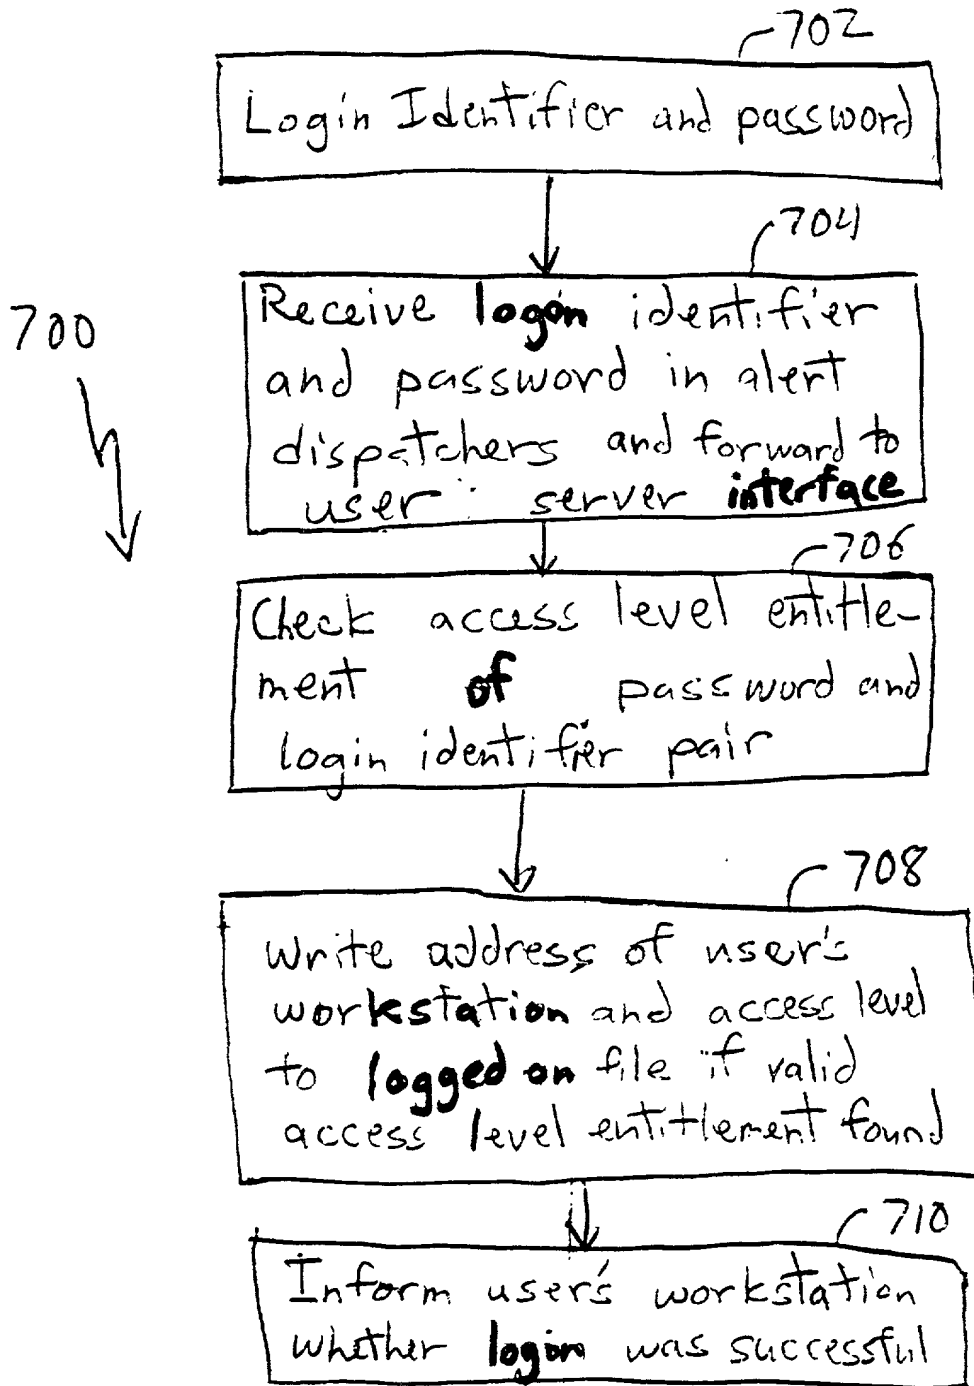 702
Login Identifier and password
704
700
Receive logon identifier
and password in alert
dispatchers and forward to
user server interface
706
Check access level entitle-
ment of password and
login identifier pair
708
Write address of user's
workstation and access level
to logged on file if valid
access level entitlement found
710
Inform user's workstation
whether login was successful